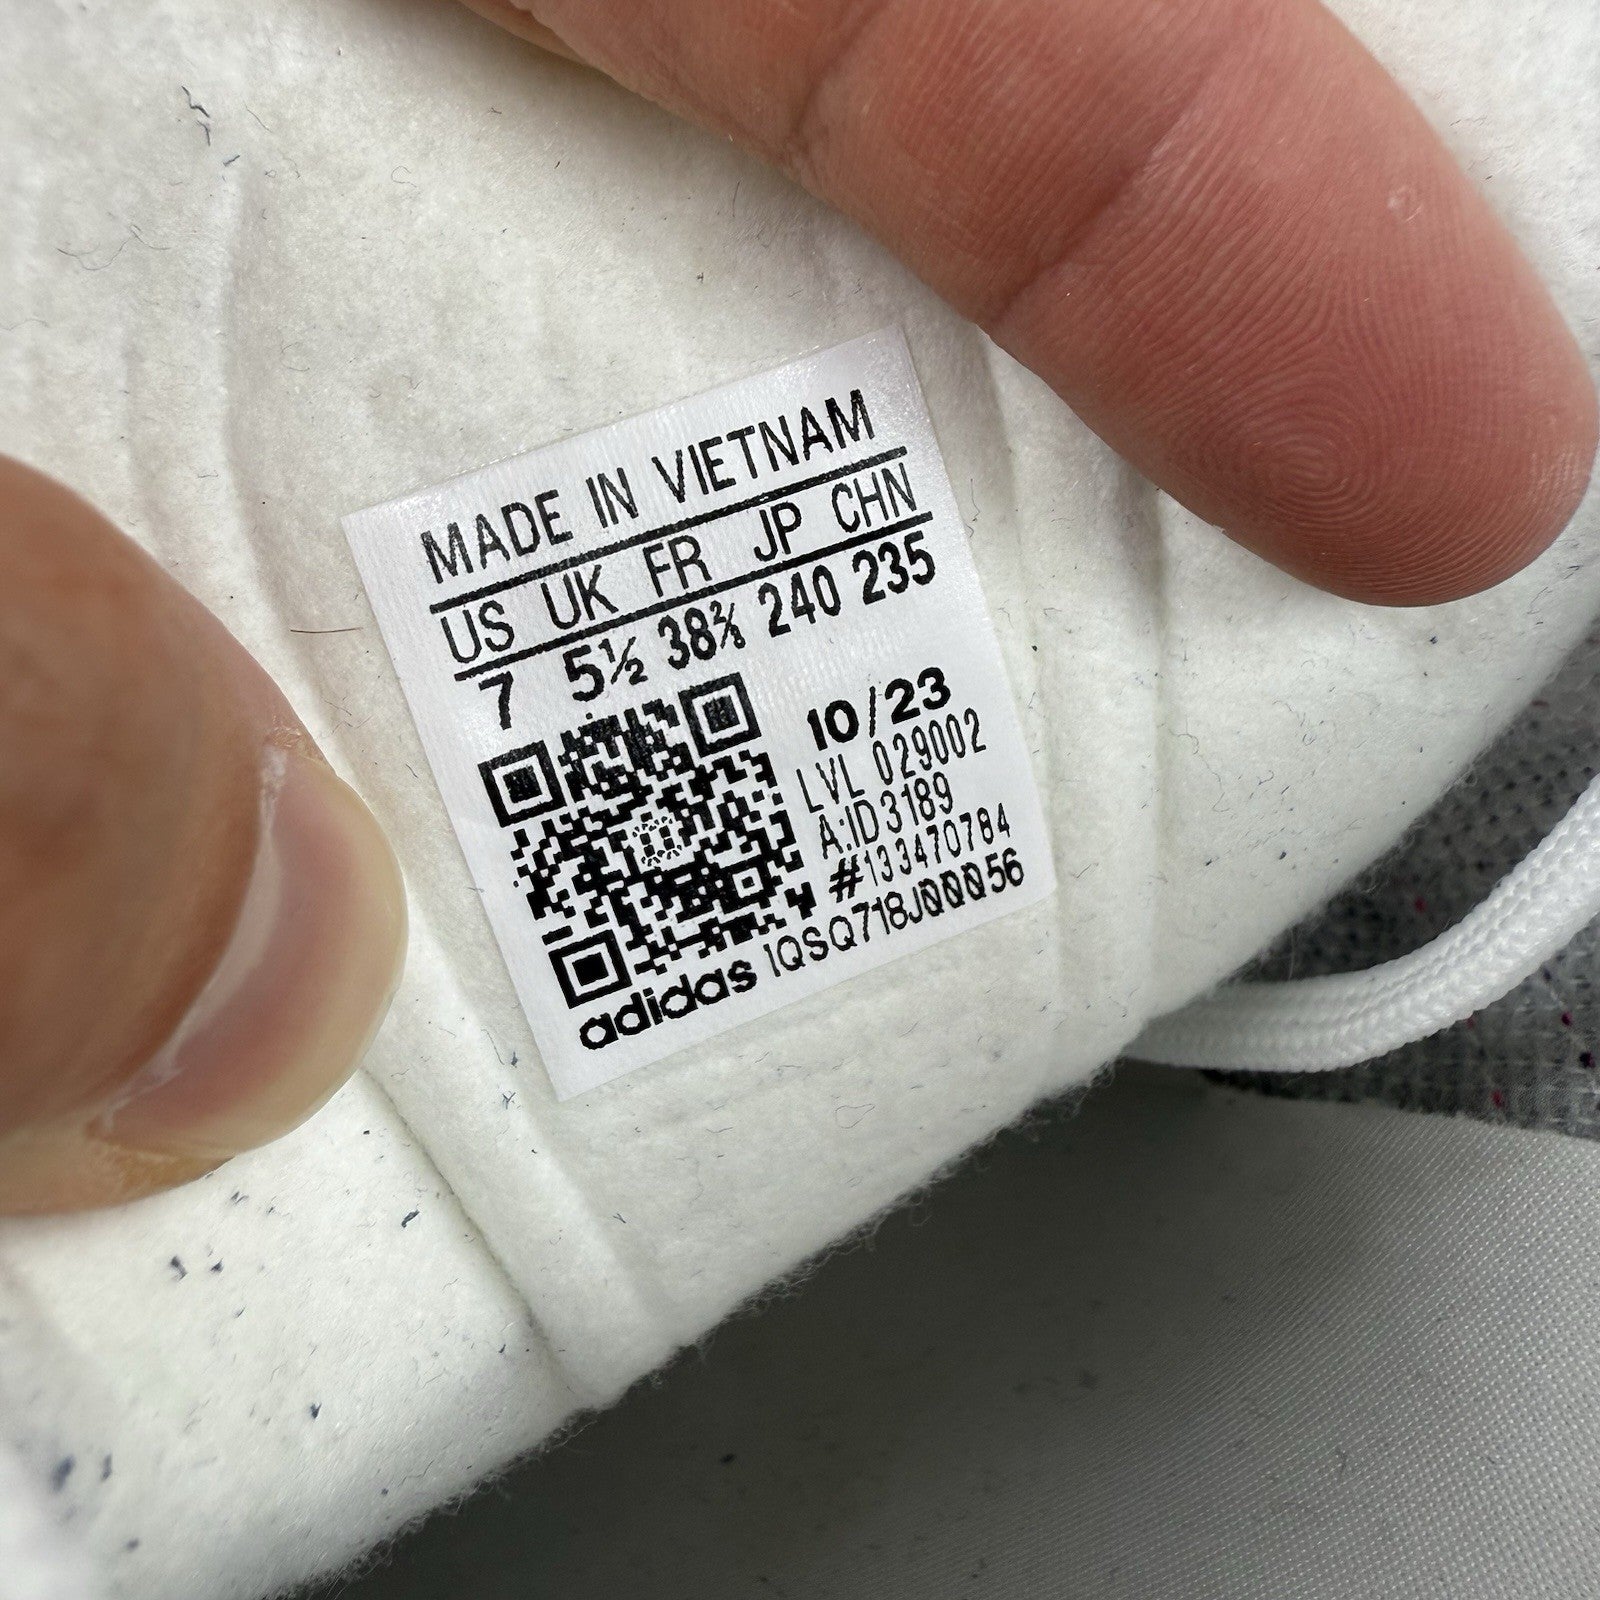 MADE IN VIETNAM
US UK FR JP CHN
7 5½ 38⅔ 240 235
10/23
LVL 029002
A:ID3189
#133470784
adidas IQSQ718J00056